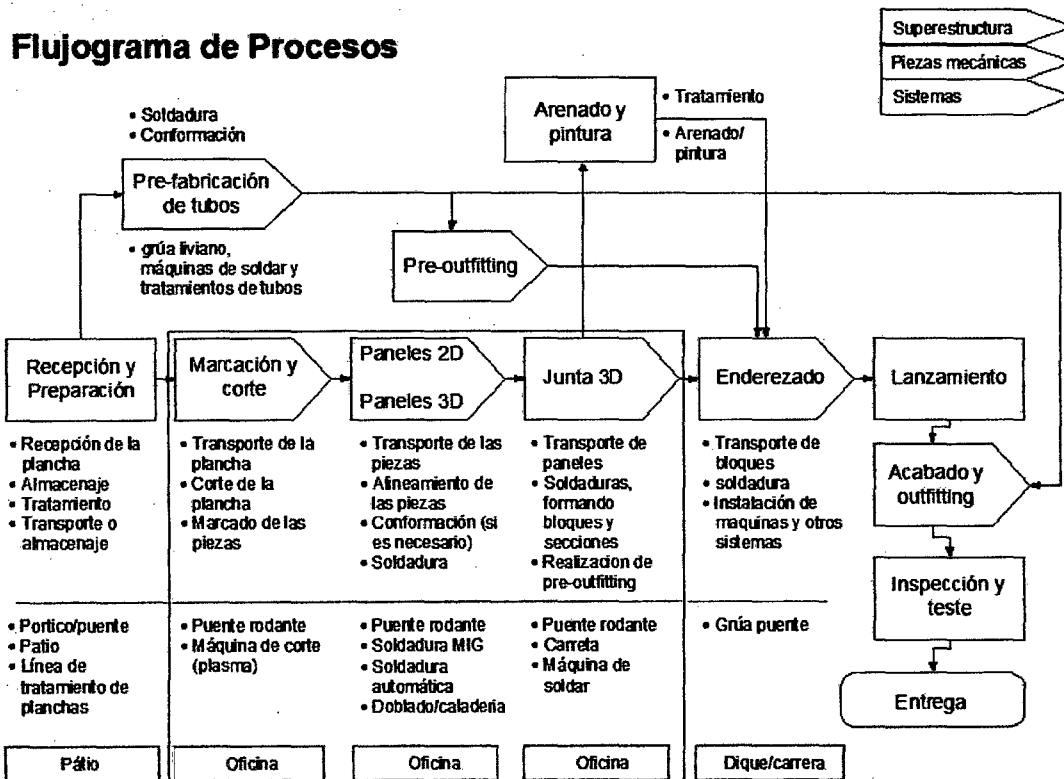 Flujograma de Procesos
Superestructura
Piezas mecánicas
Sistemas
• Soldadura
• Conformación
Pre-fabricación
de tubos
• grúa liviano,
máquinas de soldar y
tratamientos de tubos
Arenado y
pintura
• Tratamiento
• Arenado/
pintura
Pre-outfitting
Recepción y
Preparación
Marcación y
corte
Paneles 2D
Paneles 3D
Junta 3D
Enderezado
Lanzamiento
• Recepción de la
plancha
• Almacenaje
• Tratamiento
• Transporte o
almacenaje
• Transporte de la
plancha
• Corte de la
plancha
• Marcado de las
piezas
• Transporte de las
piezas
• Alineamiento de
las piezas
• Conformación (si
es necesario)
• Soldadura
• Transporte de
paneles
• Soldaduras,
formando
bloques y
secciones
• Realizacion de
pre-outfitting
• Transporte de
bloques
• soldadura
• Instalación de
maquinas y otros
sistemas
Acabado y
outfitting
Inspección y
teste
Entrega
• Portico/puente
• Patio
• Línea de
tratamiento de
planchas
• Puente rodante
• Máquina de corte
(plasma)
• Puente rodante
• Soldadura MIG
• Soldadura
automática
• Doblado/caladeria
• Puente rodante
• Carreta
• Máquina de
soldar
• Grúa puente
Pátio
Oficina
Oficina
Oficina
Dique/carrera